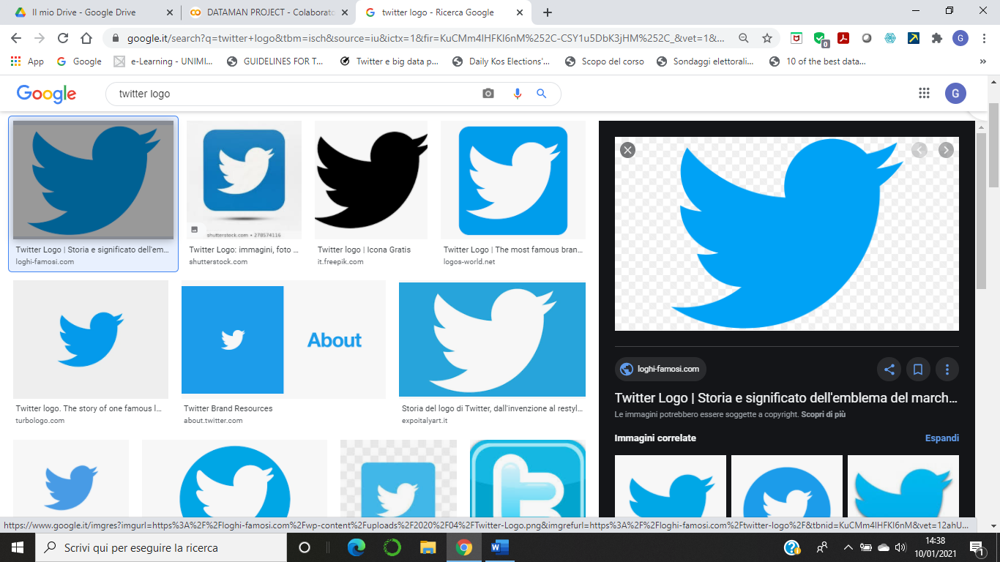 Il mio Drive - Google Drive
DATAMAN PROJECT - Colaborato
twitter logo - Ricerca Google
google.it/search?q=twitter+logo&tbm=isch&source=iu&ictx=1&fir=KuCMm4IHFKI6nM%252C-CSY1u5DbK3jHM%252C_&vet=1&...
0
G
App
Google
e-Learning - UNIMI...
GUIDELINES FOR T...
Twitter e big data p...
Daily Kos Elections'...
Scopo del corso
Sondaggi elettorali...
10 of the best data...
»
Google
twitter logo
G
shutterstock.com • 278574116
Twitter Logo | Storia e significato dell'em...
loghi-famosi.com
Twitter Logo: immagini, foto ...
shutterstock.com
Twitter logo | Icona Gratis
it.freepik.com
Twitter Logo | The most famous bran...
logos-world.net
About
Twitter logo. The story of one famous l...
turbologo.com
Twitter Brand Resources
about.twitter.com
Storia del logo di Twitter, dall'invenzione al restyl...
expoitalyart.it
t
loghi-famosi.com
Twitter Logo | Storia e significato dell'emblema del march...
Le immagini potrebbero essere soggette a copyright. Scopri di più
Immagini correlate
Espandi
https://www.google.it/imgres?imgurl=https%3A%2F%2Floghi-famosi.com%2Fwp-content%2Fuploads%2F2020%2F04%2FTwitter-Logo.png&imgrefurl=https%3A%2F%2Floghi-famosi.com%2Ftwitter-logo%2F&tbnid=KuCMm4IHFKI6nM&vet=12ahU...
Scrivi qui per eseguire la ricerca
14:38
10/01/2021
1